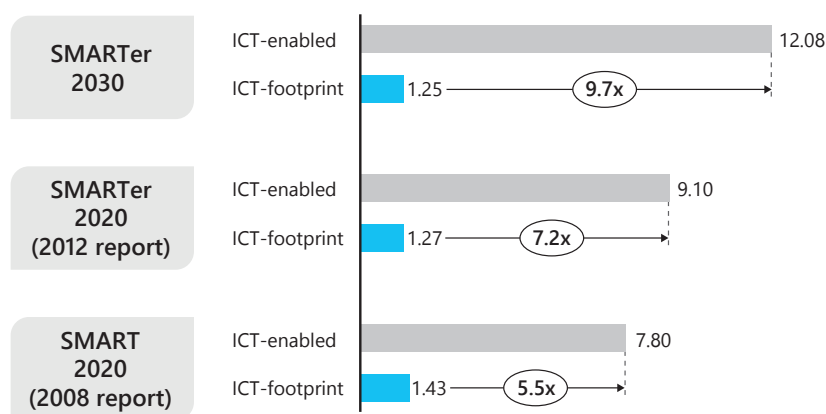 SMARTer
2030
ICT-enabled
12.08
ICT-footprint
1.25
9.7x
SMARTer
2020
(2012 report)
ICT-enabled
9.10
ICT-footprint
1.27
7.2x
SMART
2020
(2008 report)
ICT-enabled
7.80
ICT-footprint
1.43
5.5x